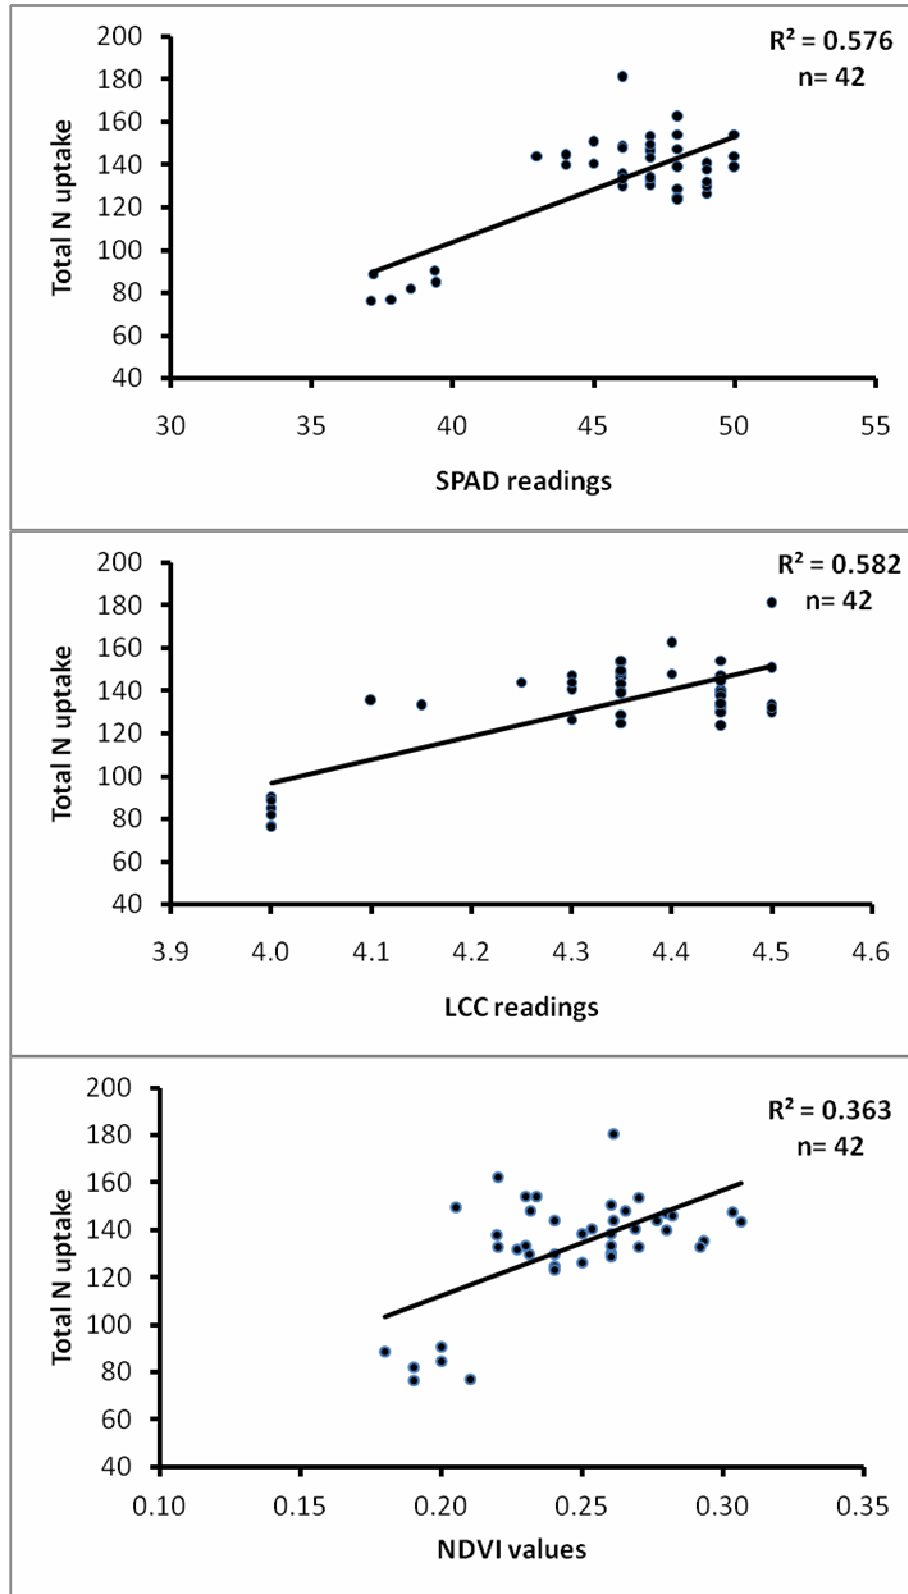 R² = 0.576
n= 42
200
180
160
140
120
100
80
60
40
Total N uptake
30 35 40 45 50 55
SPAD readings
R² = 0.582
n= 42
200
180
160
140
120
100
80
60
40
Total N uptake
3.9 4.0 4.1 4.2 4.3 4.4 4.5 4.6
LCC readings
R² = 0.363
n= 42
200
180
160
140
120
100
80
60
40
Total N uptake
0.10 0.15 0.20 0.25 0.30 0.35
NDVI values